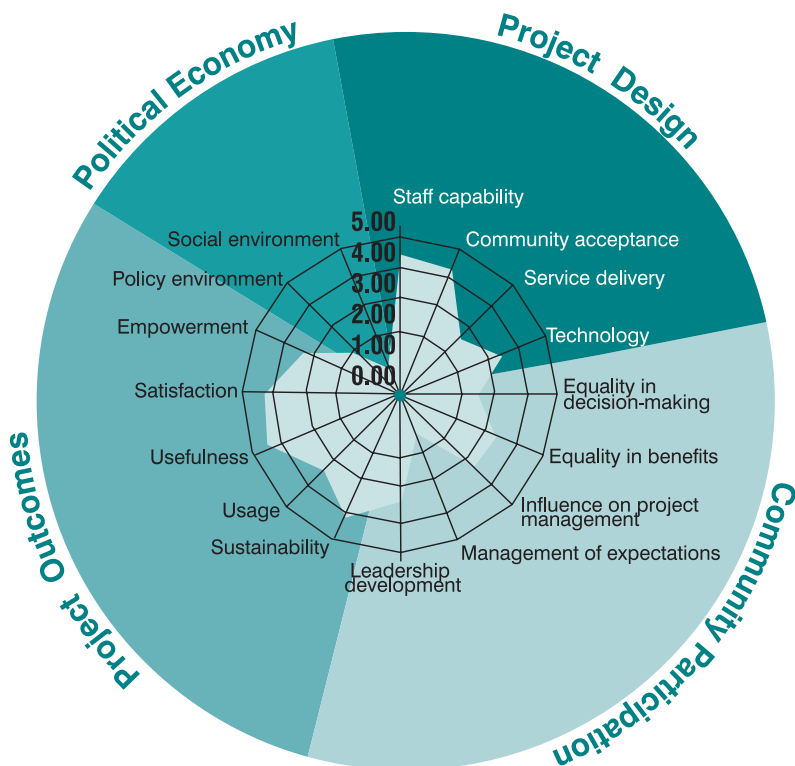 Political Economy
Project Design
Staff capability
Community acceptance
Service delivery
Technology
Equality in
decision-making
Equality in benefits
Influence on project
management
Management of expectations
Leadership
development
Sustainability
Usage
Usefulness
Satisfaction
Empowerment
Policy environment
Social environment
5.00
4.00
3.00
2.00
1.00
0.00
Project Outcomes
Community Participation